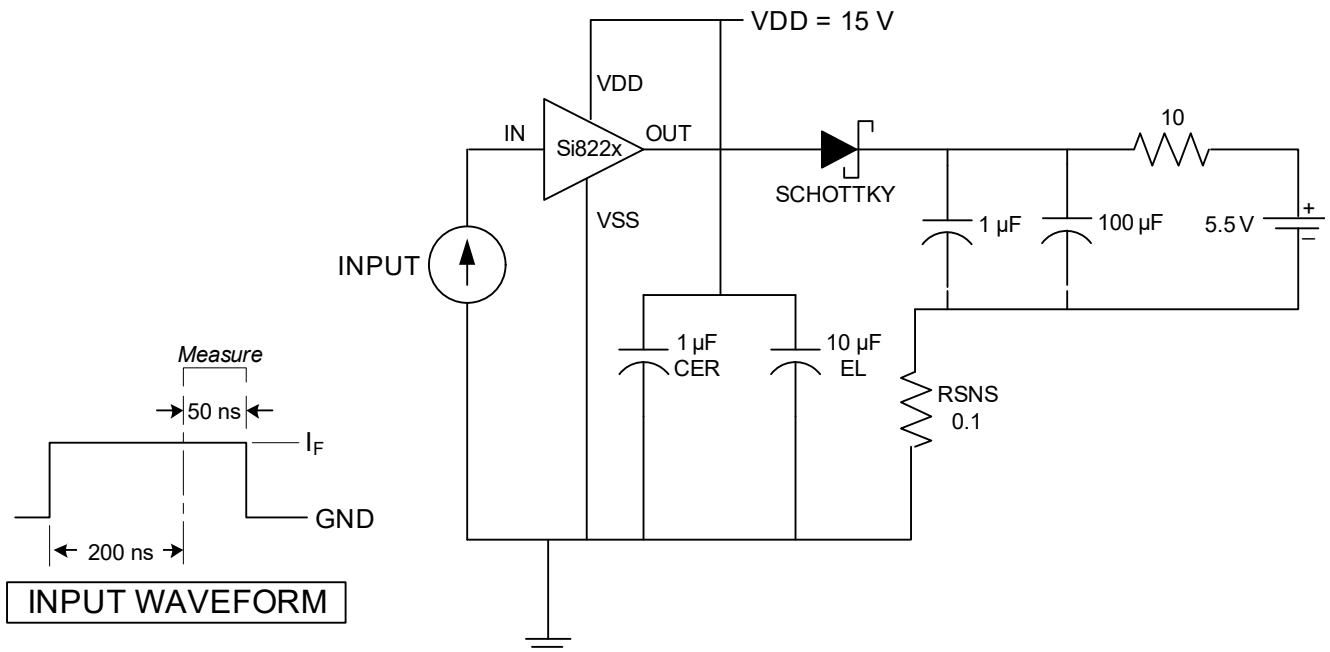 VDD = 15 V
VDD
IN
Si822x
OUT
10
SCHOTTKY
VSS
1 µF
100 µF
5.5 V
+
–
INPUT
1 µF
CER
10 µF
EL
RSNS
0.1
Measure
50 ns
IF
GND
200 ns
INPUT WAVEFORM